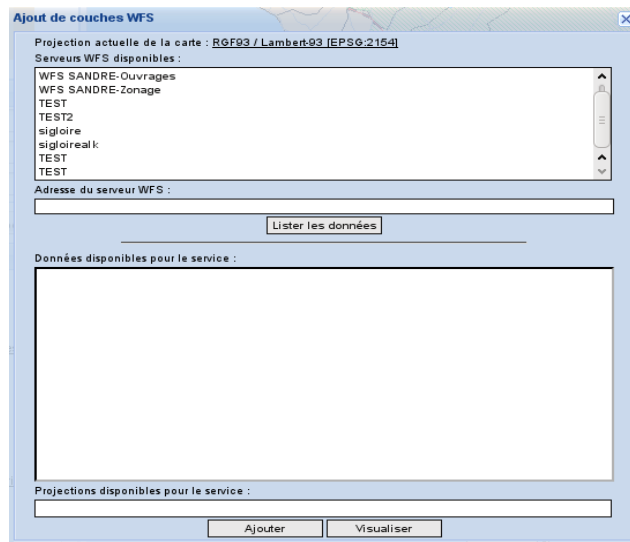 Ajout de couches WFS
Projection actuelle de la carte : RGF93 / Lambert-93 [EPSG:2154]
Serveurs WFS disponibles :
WFS SANDRE-Ouvrages
WFS SANDRE-Zonage
TEST
TEST2
sigloire
sigloirealk
TEST
TEST
Adresse du serveur WFS :
Lister les données
Données disponibles pour le service :
Projections disponibles pour le service :
Ajouter Visualiser